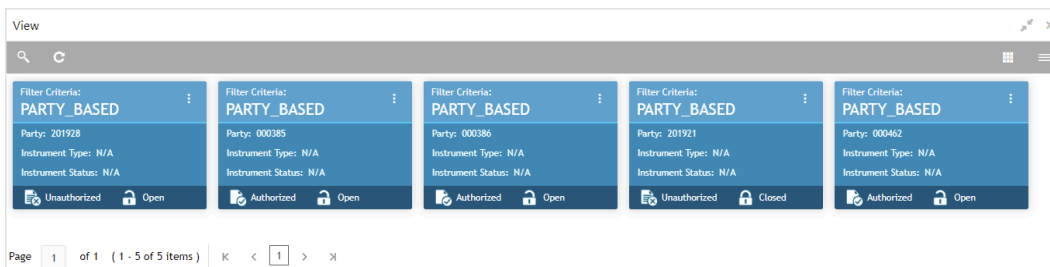 View
Filter Criteria:
PARTY_BASED
Party: 201928
Instrument Type: N/A
Instrument Status: N/A
Unauthorized Open
Filter Criteria:
PARTY_BASED
Party: 000385
Instrument Type: N/A
Instrument Status: N/A
Authorized Open
Filter Criteria:
PARTY_BASED
Party: 000386
Instrument Type: N/A
Instrument Status: N/A
Authorized Open
Filter Criteria:
PARTY_BASED
Party: 201921
Instrument Type: N/A
Instrument Status: N/A
Unauthorized Closed
Filter Criteria:
PARTY_BASED
Party: 000462
Instrument Type: N/A
Instrument Status: N/A
Authorized Open
Page 1 of 1 ( 1 - 5 of 5 items ) 1